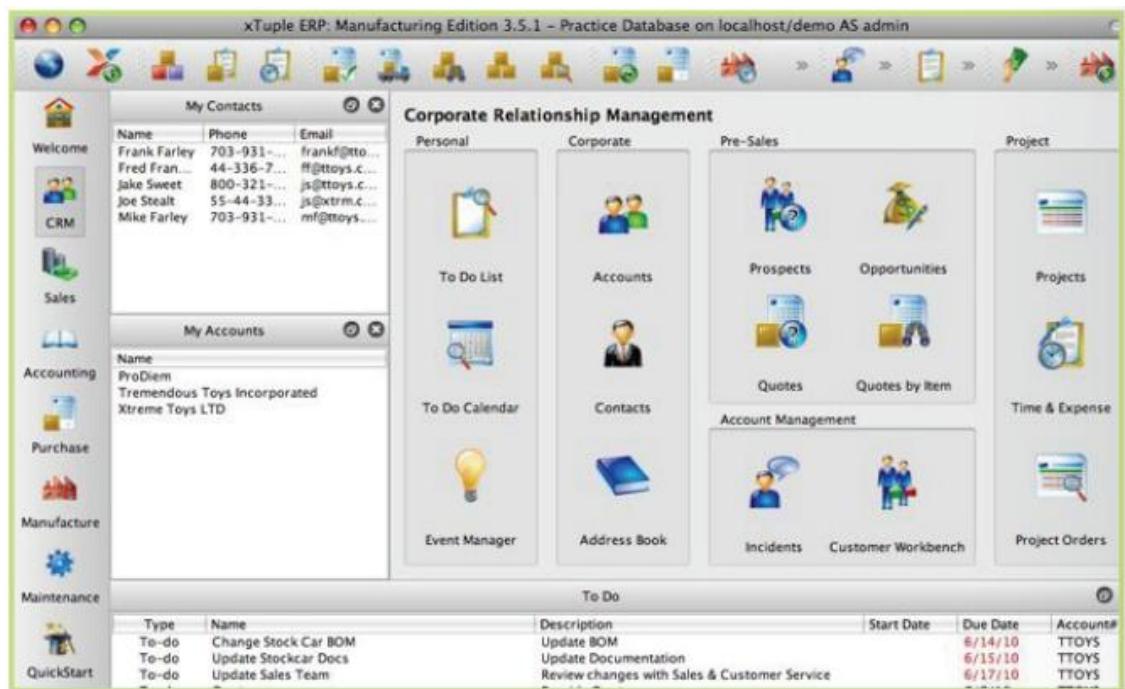 xTuple ERP: Manufacturing Edition 3.5.1 – Practice Database on localhost/demo AS admin
» » » »
Welcome
CRM
Sales
Accounting
Purchase
Manufacture
Maintenance
QuickStart
My Contacts
Name Phone Email
Frank Farley 703-931-... frankf@tto...
Fred Fran... 44-336-7... ff@ttoys.c...
Jake Sweet 800-321-... js@ttoys.c...
Joe Stealt 55-44-33... js@xtrm.c...
Mike Farley 703-931-... mf@ttoys....
My Accounts
Name
ProDiem
Tremendous Toys Incorporated
Xtreme Toys LTD
Corporate Relationship Management
Personal
To Do List
To Do Calendar
Event Manager
Corporate
Accounts
Contacts
Address Book
Pre-Sales
Prospects Opportunities
Quotes Quotes by Item
Account Management
Incidents Customer Workbench
Project
Projects
Time & Expense
Project Orders
To Do
Type Name Description Start Date Due Date Account#
To-do Change Stock Car BOM Update BOM 6/14/10 TTOYS
To-do Update Stockcar Docs Update Documentation 6/15/10 TTOYS
To-do Update Sales Team Review changes with Sales & Customer Service 6/17/10 TTOYS